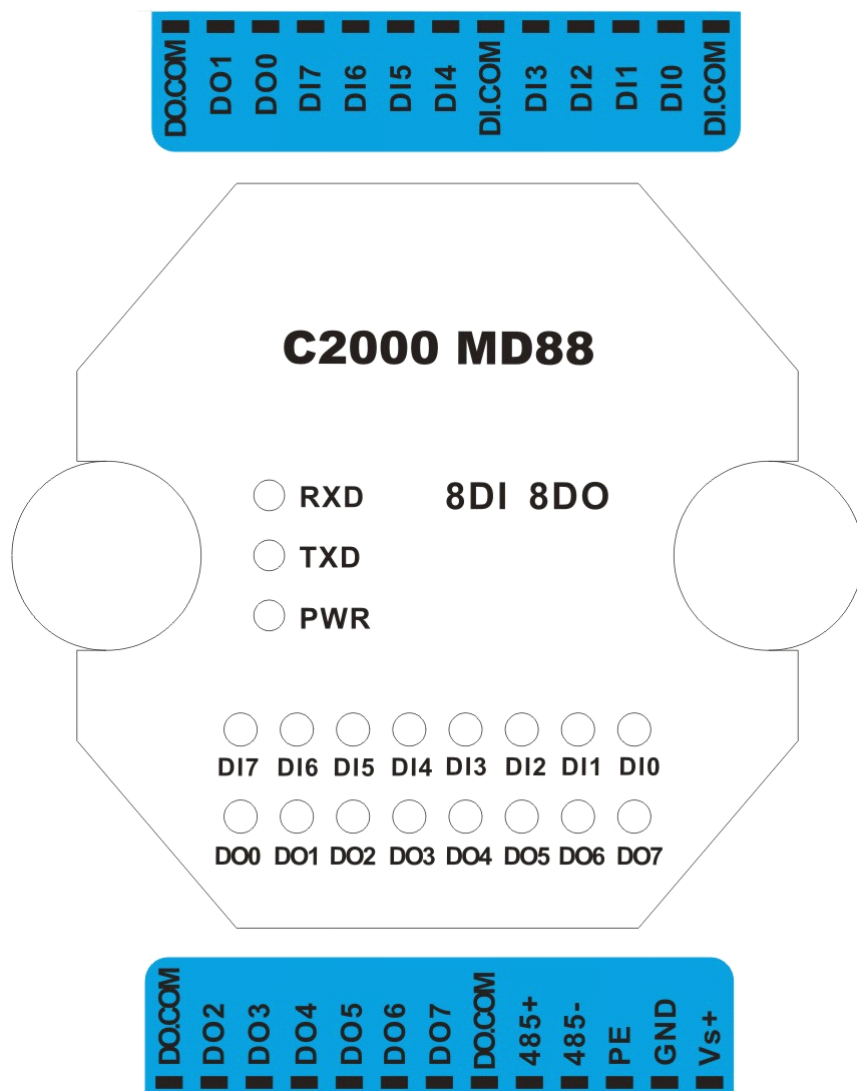 DO.COM DO1 DO0 DI7 DI6 DI5 DI4 DI.COM DI3 DI2 DI1 DI0 DI.COM
C2000 MD88
RXD 8DI 8DO
TXD
PWR
DI7 DI6 DI5 DI4 DI3 DI2 DI1 DI0
DO0 DO1 DO2 DO3 DO4 DO5 DO6 DO7
DO.COM DO2 DO3 DO4 DO5 DO6 DO7 DO.COM 485+ 485- PE GND Vs+